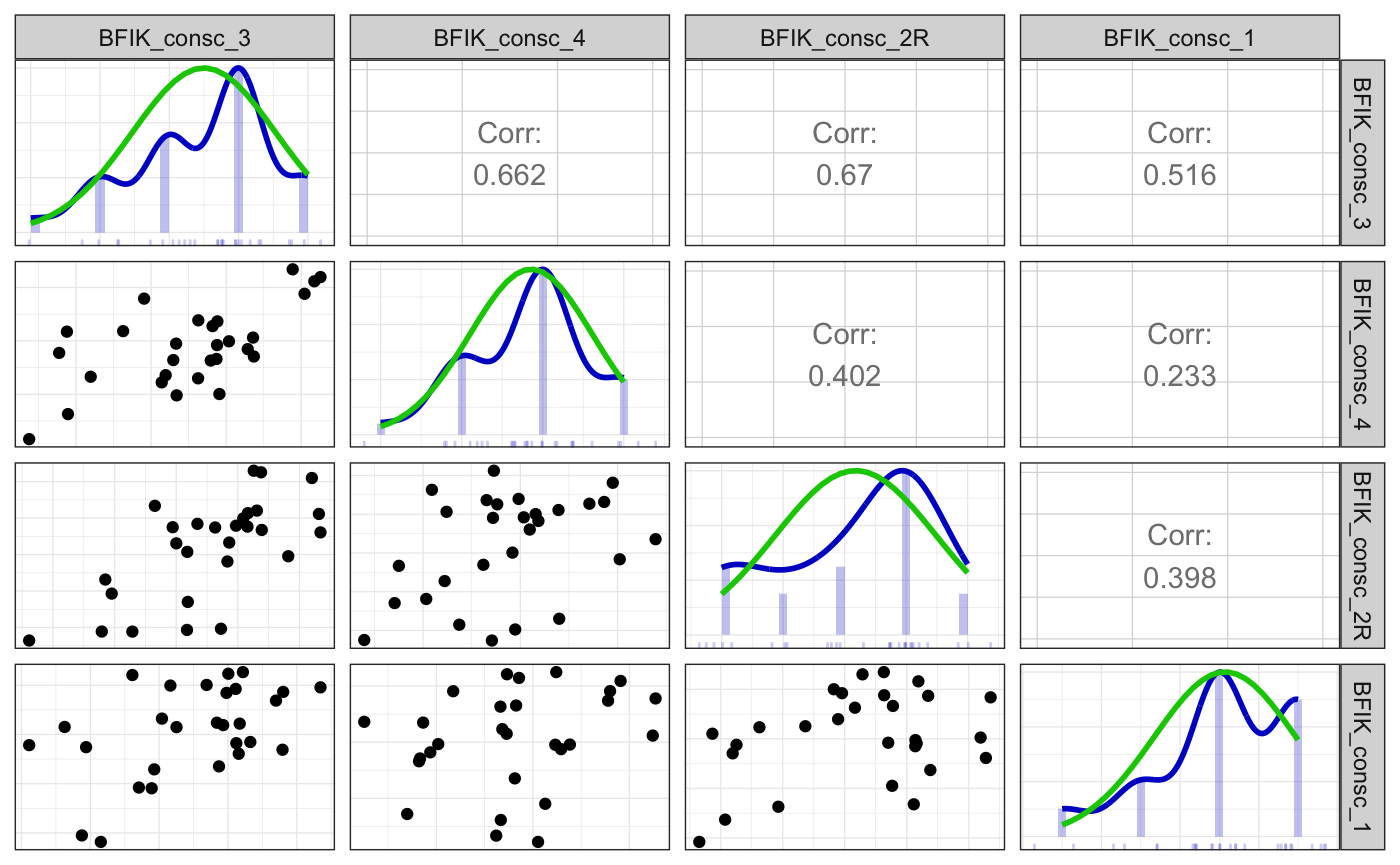 BFIK_consc_3
BFIK_consc_4
BFIK_consc_2R
BFIK_consc_1
Corr:
0.662
Corr:
0.67
Corr:
0.516
BFIK_consc_3
Corr:
0.402
Corr:
0.233
BFIK_consc_4
Corr:
0.398
BFIK_consc_2R
BFIK_consc_1